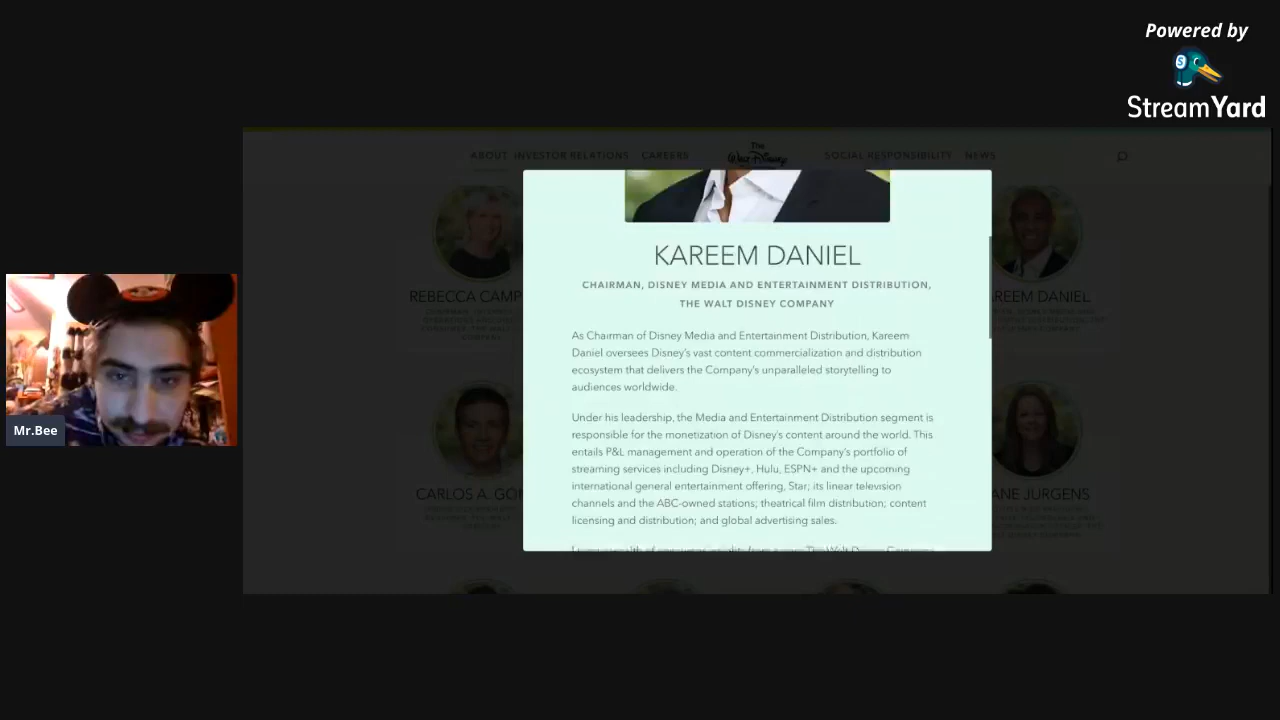 Powered by
StreamYard
ABOUT INVESTOR RELATIONS CAREERS The Walt Disney SOCIAL RESPONSIBILITY NEWS
KAREEM DANIEL
CHAIRMAN, DISNEY MEDIA AND ENTERTAINMENT DISTRIBUTION,
THE WALT DISNEY COMPANY
As Chairman of Disney Media and Entertainment Distribution, Kareem
Daniel oversees Disney's vast content commercialization and distribution
ecosystem that delivers the Company's unparalleled storytelling to
audiences worldwide.
Under his leadership, the Media and Entertainment Distribution segment is
responsible for the monetization of Disney's content around the world. This
entails P&L management and operation of the Company's portfolio of
streaming services including Disney+, Hulu, ESPN+ and the upcoming
international general entertainment offering, Star; its linear television
channels and the ABC-owned stations; theatrical film distribution; content
licensing and distribution; and global advertising sales.
REBECCA CAMP
REEM DANIEL
CARLOS A. GÓM
ANE JURGENS
Mr.Bee